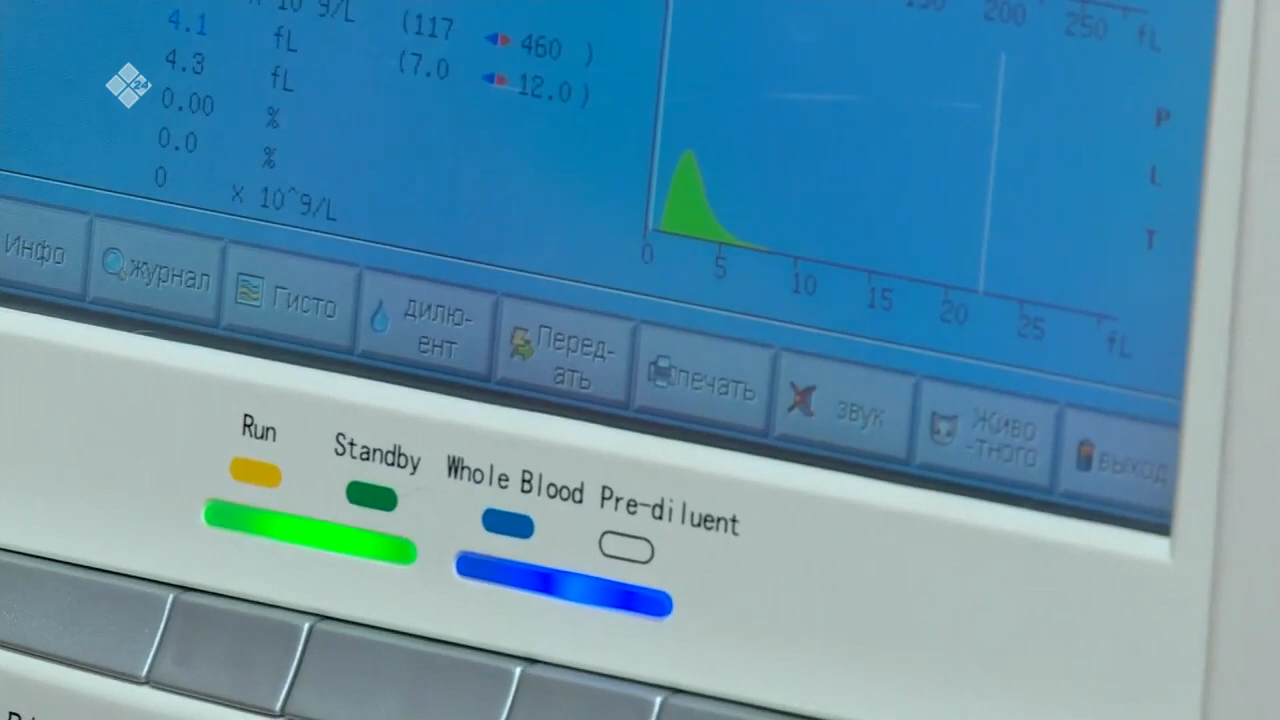 × 10^9/L (117 460 )
4.1 fL (7.0 12.0 )
4.3 fL
0.00 %
0.0 %
0 × 10^9/L
150 200 250 fL
P
L
T
0 5 10 15 20 25 fL
Инфо
журнал
Гисто
дилю-
ент
Перед-
ать
печать
звук
Живо
-тного
выход
24
Run
Standby
Whole Blood
Pre-diluent